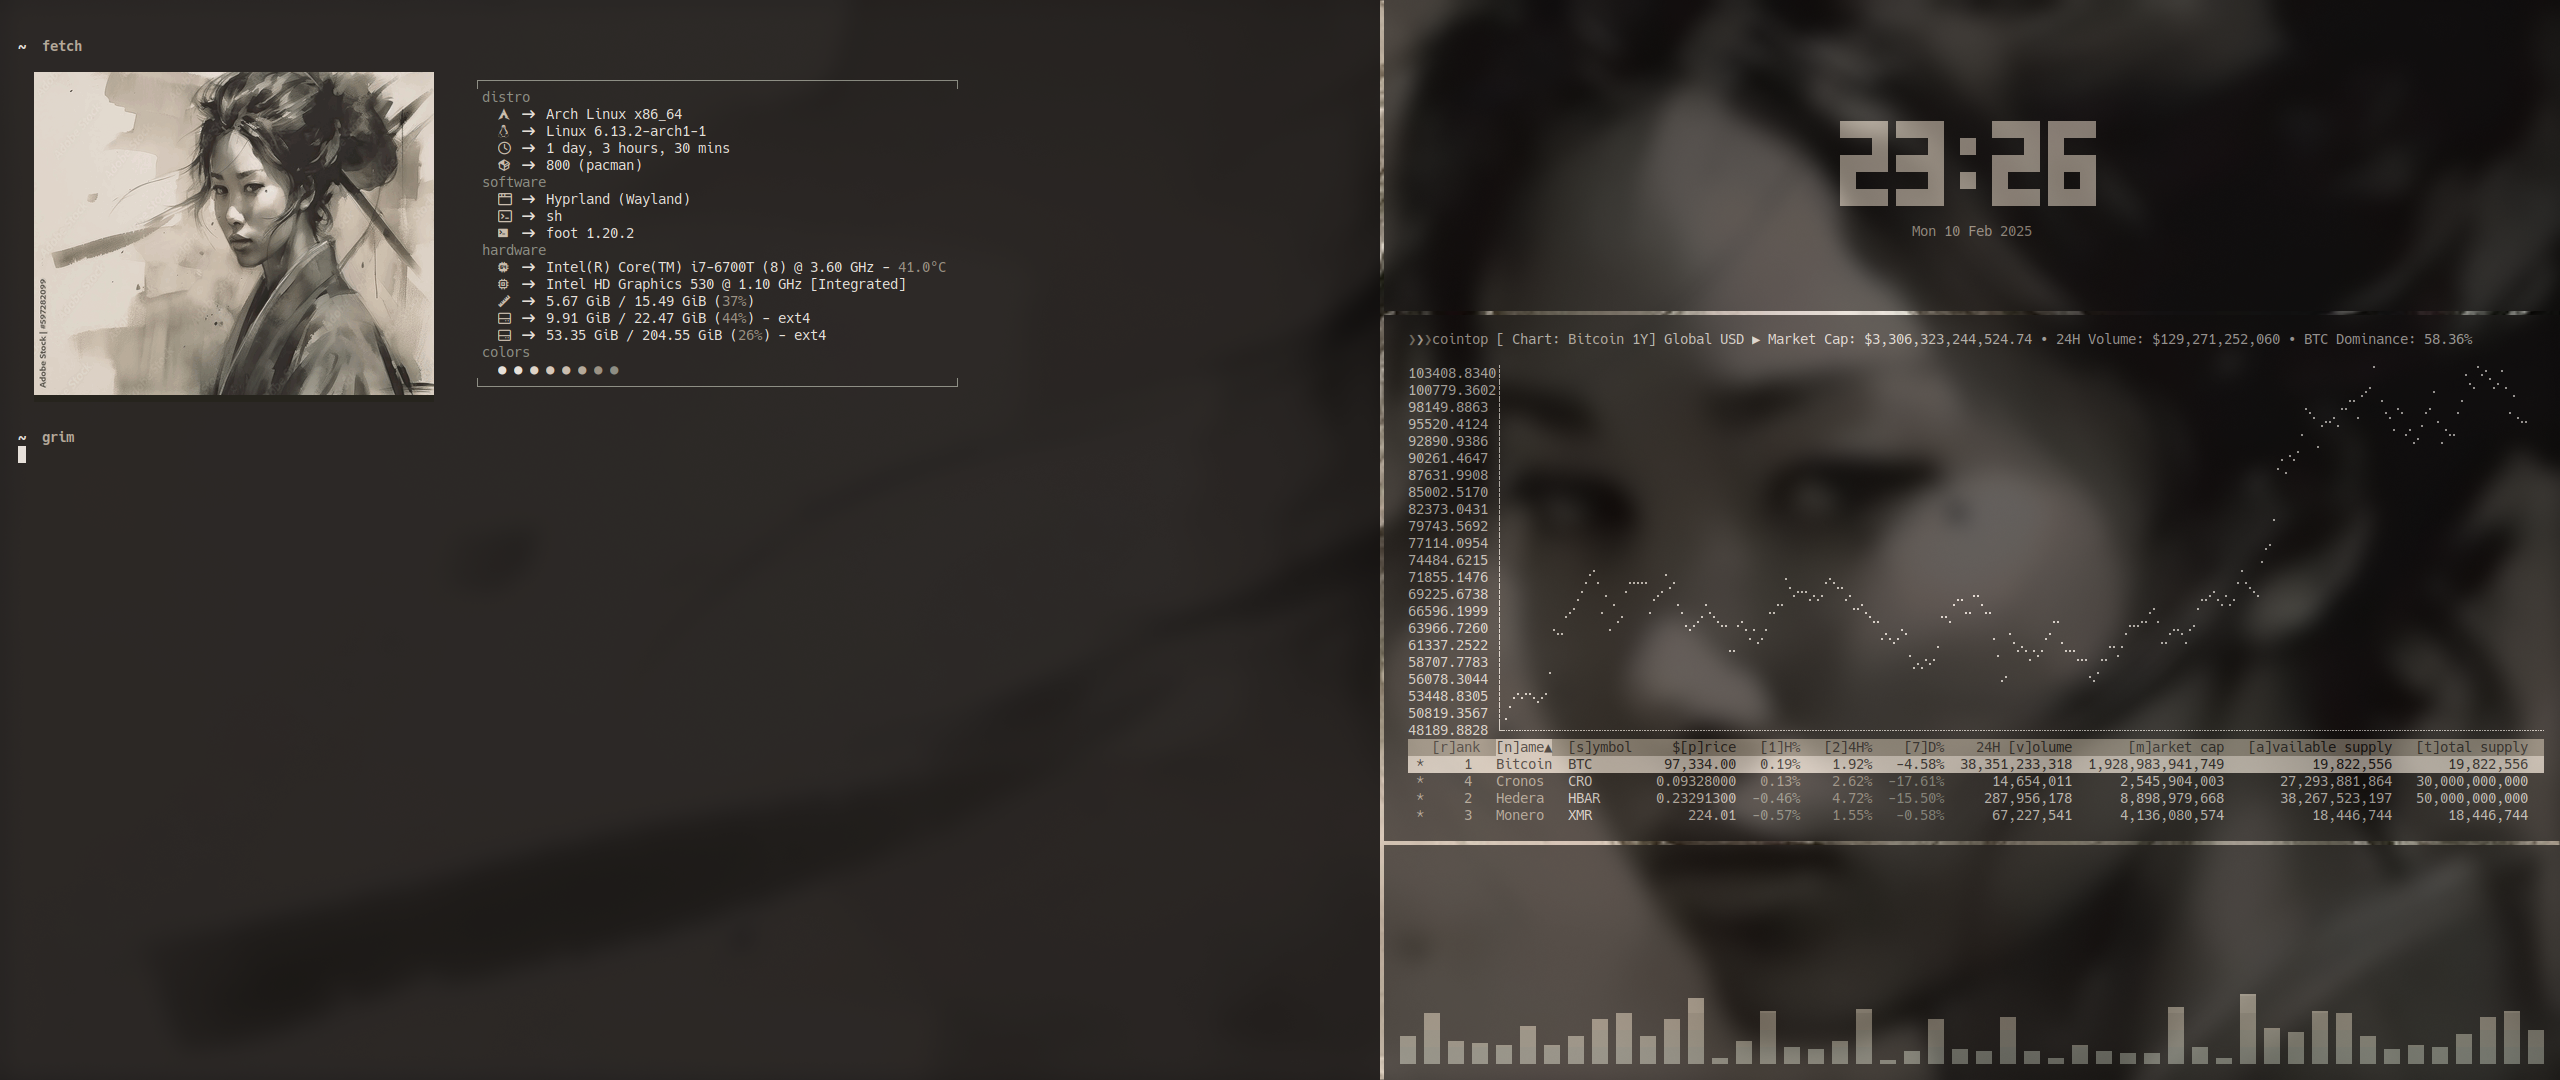 ~ fetch
Adobe Stock | #597282099
distro
→ Arch Linux x86_64
→ Linux 6.13.2-arch1-1
→ 1 day, 3 hours, 30 mins
→ 800 (pacman)
software
→ Hyprland (Wayland)
→ sh
→ foot 1.20.2
hardware
→ Intel(R) Core(TM) i7-6700T (8) @ 3.60 GHz - 41.0°C
→ Intel HD Graphics 530 @ 1.10 GHz [Integrated]
→ 5.67 GiB / 15.49 GiB (37%)
→ 9.91 GiB / 22.47 GiB (44%) - ext4
→ 53.35 GiB / 204.55 GiB (26%) - ext4
colors
~ grim
23:26
Mon 10 Feb 2025
❯❯❯cointop [ Chart: Bitcoin 1Y] Global USD ▶ Market Cap: $3,306,323,244,524.74 • 24H Volume: $129,271,252,060 • BTC Dominance: 58.36%
103408.8340
100779.3602
98149.8863
95520.4124
92890.9386
90261.4647
87631.9908
85002.5170
82373.0431
79743.5692
77114.0954
74484.6215
71855.1476
69225.6738
66596.1999
63966.7260
61337.2522
58707.7783
56078.3044
53448.8305
50819.3567
48189.8828
[r]ank [n]ame▲ [s]ymbol $[p]rice [1]H% [2]4H% [7]D% 24H [v]olume [m]arket cap [a]vailable supply [t]otal supply
* 1 Bitcoin BTC 97,334.00 0.19% 1.92% -4.58% 38,351,233,318 1,928,983,941,749 19,822,556 19,822,556
* 4 Cronos CRO 0.09328000 0.13% 2.62% -17.61% 14,654,011 2,545,904,003 27,293,881,864 30,000,000,000
* 2 Hedera HBAR 0.23291300 -0.46% 4.72% -15.50% 287,956,178 8,898,979,668 38,267,523,197 50,000,000,000
* 3 Monero XMR 224.01 -0.57% 1.55% -0.58% 67,227,541 4,136,080,574 18,446,744 18,446,744